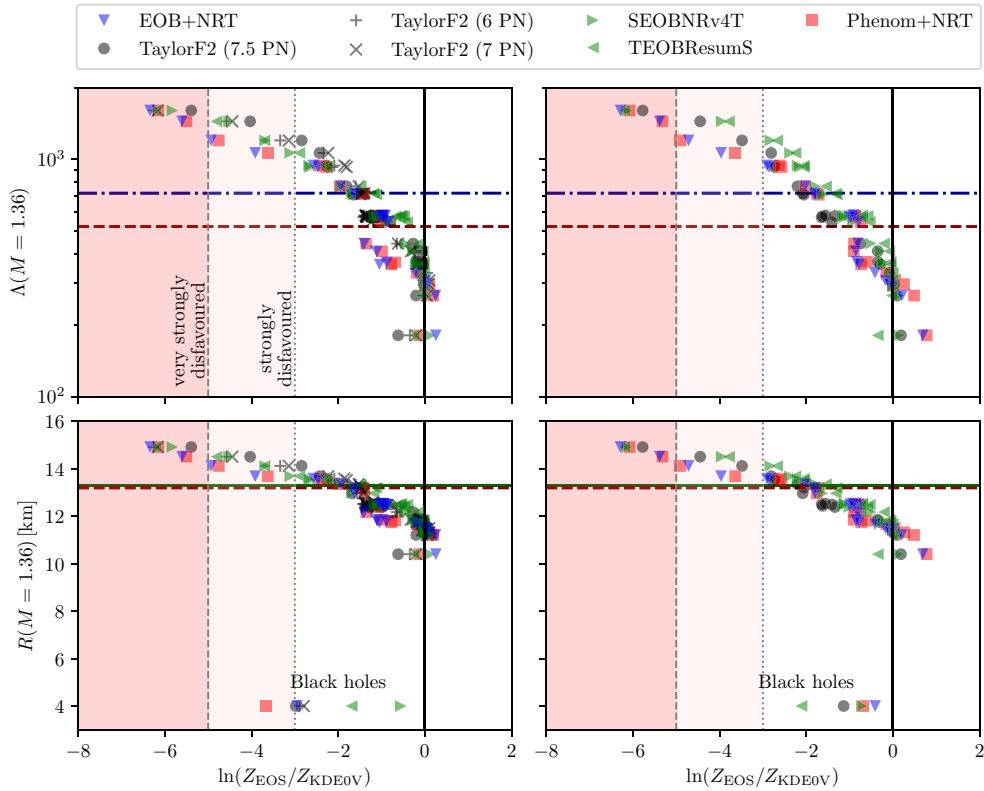 EOB+NRT
TaylorF2 (7.5 PN)
TaylorF2 (6 PN)
TaylorF2 (7 PN)
SEOBNRv4T
TEOBResumS
Phenom+NRT
10³
10²
Λ(M = 1.36)
very strongly
disfavoured
strongly
disfavoured
16
14
12
10
8
6
4
R(M = 1.36) [km]
Black holes
Black holes
−8 −6 −4 −2 0 2
−8 −6 −4 −2 0 2
ln(Z_EOS/Z_KDE0V)
ln(Z_EOS/Z_KDE0V)